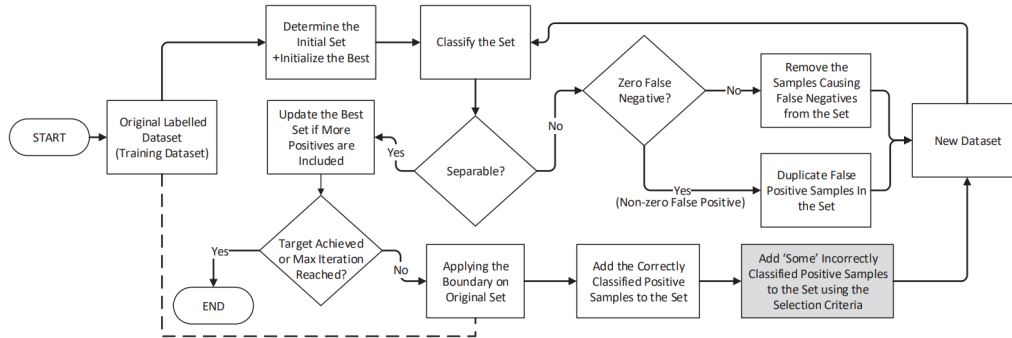 START
Original Labelled
Dataset
(Training Dataset)
Determine the
Initial Set
+Initialize the Best
Classify the Set
Separable?
No
Zero False
Negative?
No
Remove the
Samples Causing
False Negatives
from the Set
Yes
(Non-zero False Positive)
Duplicate False
Positive Samples In
the Set
New Dataset
Yes
Update the Best
Set if More
Positives are
Included
Target Achieved
or Max Iteration
Reached?
Yes
END
No
Applying the
Boundary on
Original Set
Add the Correctly
Classified Positive
Samples to the Set
Add ‘Some’ Incorrectly
Classified Positive Samples
to the Set using the
Selection Criteria